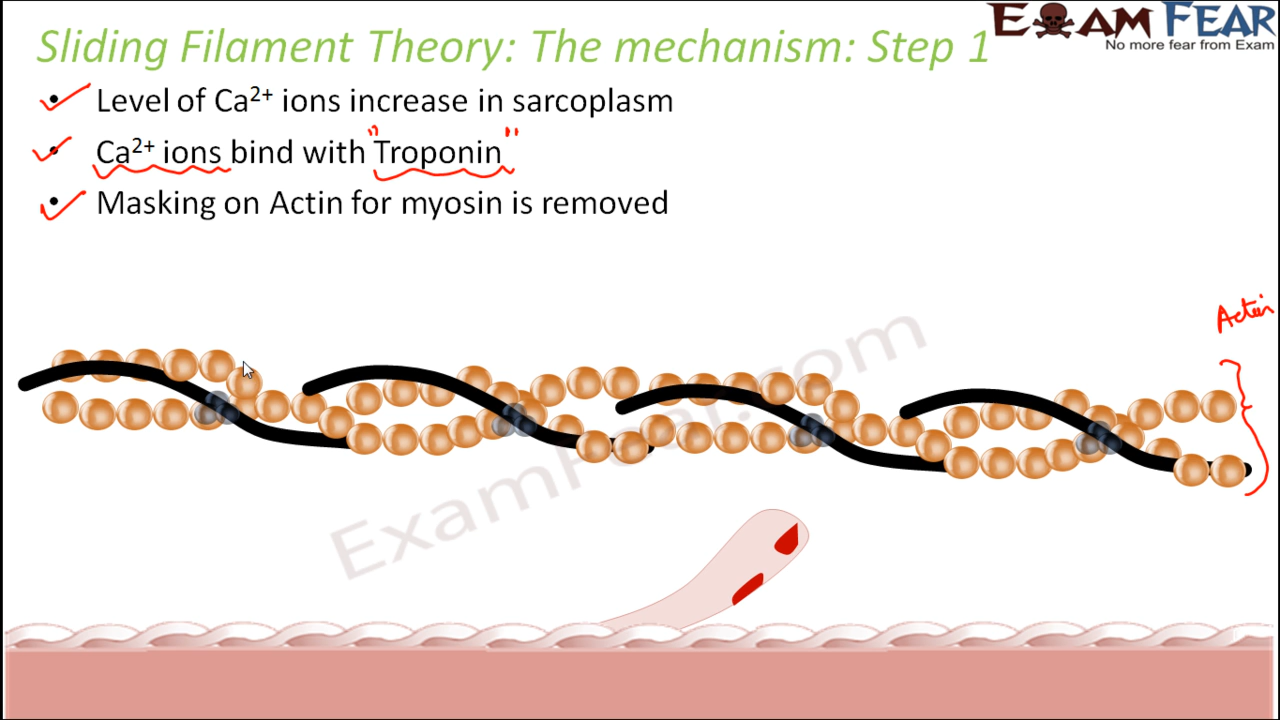 Sliding Filament Theory: The mechanism: Step 1
EXAM FEAR
No more fear from Exam
• Level of Ca²⁺ ions increase in sarcoplasm
• Ca²⁺ ions bind with "Troponin"
• Masking on Actin for myosin is removed
Actin
ExamFear.com